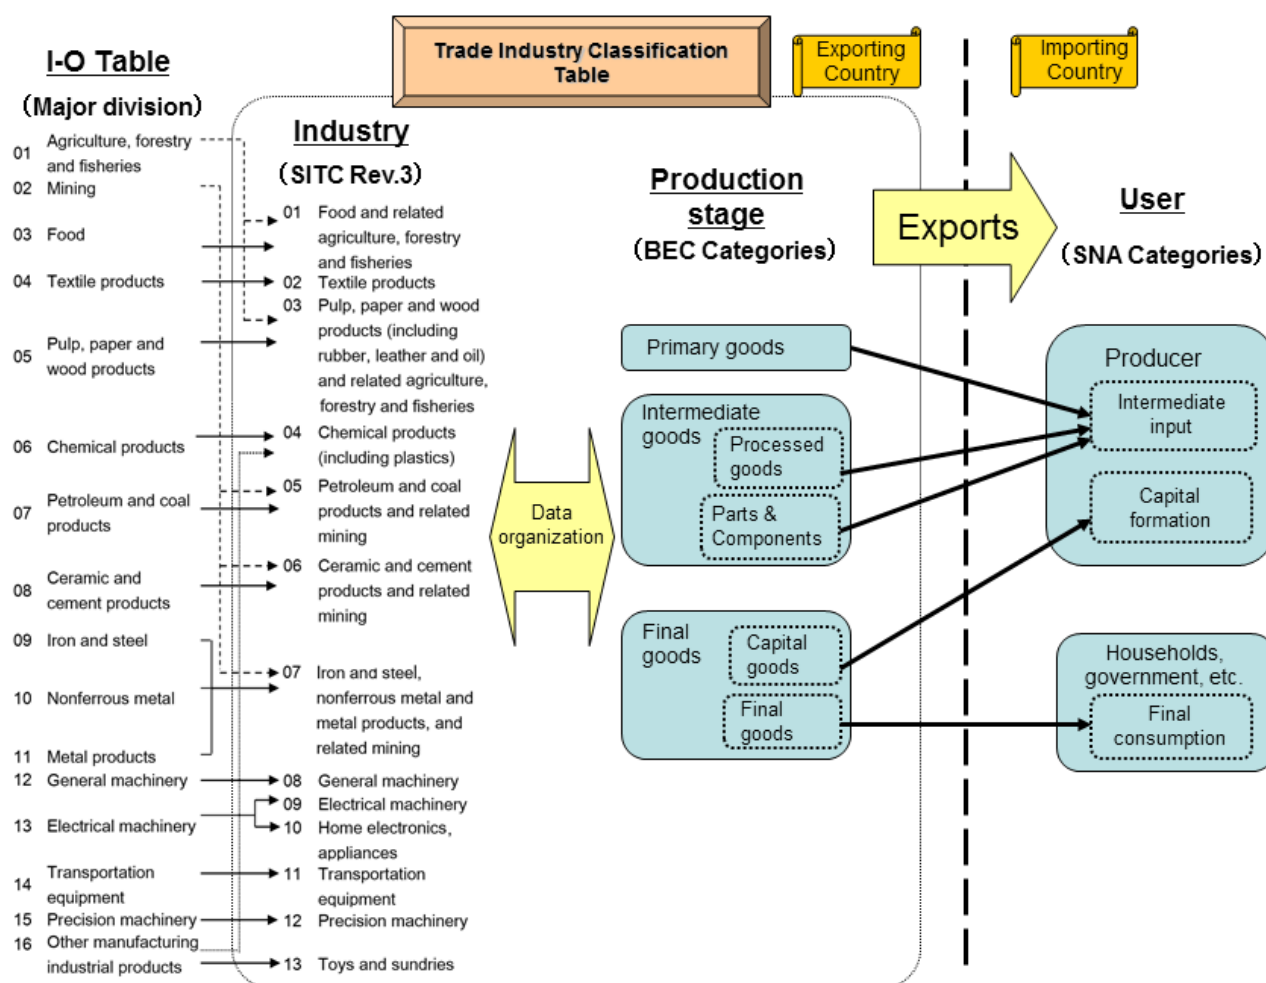 Trade Industry Classification
Table
Exporting
Country
Importing
Country
I-O Table
(Major division)
01 Agriculture, forestry
and fisheries
02 Mining
03 Food
04 Textile products
05 Pulp, paper and
wood products
06 Chemical products
07 Petroleum and coal
products
08 Ceramic and
cement products
09 Iron and steel
10 Nonferrous metal
11 Metal products
12 General machinery
13 Electrical machinery
14 Transportation
equipment
15 Precision machinery
16 Other manufacturing
industrial products
Industry
(SITC Rev.3)
01 Food and related
agriculture, forestry
and fisheries
02 Textile products
03 Pulp, paper and wood
products (including
rubber, leather and oil)
and related agriculture,
forestry and fisheries
04 Chemical products
(including plastics)
05 Petroleum and coal
products and related
mining
06 Ceramic and cement
products and related
mining
07 Iron and steel,
nonferrous metal and
metal products, and
related mining
08 General machinery
09 Electrical machinery
10 Home electronics,
appliances
11 Transportation
equipment
12 Precision machinery
13 Toys and sundries
Data
organization
Production
stage
(BEC Categories)
Primary goods
Intermediate
goods
Processed
goods
Parts &
Components
Final
goods
Capital
goods
Final
goods
Exports
User
(SNA Categories)
Producer
Intermediate
input
Capital
formation
Households,
government, etc.
Final
consumption